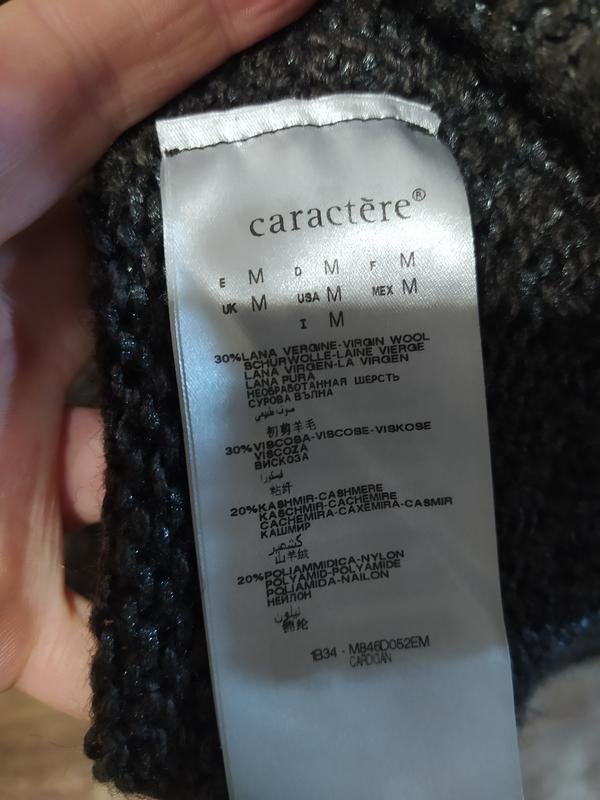 caractère®
E M D M F M
UK M USA M MEX M
I M
30%LANA VERGINE-VIRGIN WOOL
SCHURWOLLE-LAINE VIERGE
LANA VIRGEN-LA VIRGEN
LANA PURA
НЕОБРАБОТАННАЯ ШЕРСТЬ
СУРОВА ВЪЛНА
صوف طبيعي
初剪羊毛
30%VISCOSA-VISCOSE-VISKOSE
VISCOZA
ВИСКОЗА
فيسكوزا
粘纤
20%KASHMIR-CASHMERE
KASCHMIR-CACHEMIRE
CACHEMIRA-CAXEMIRA-CASMIR
КАШМИР
كشمير
山羊绒
20%POLIAMMIDICA-NYLON
POLYAMID-POLYAMIDE
POLIAMIDA-NAILON
НЕЙЛОН
نيلون
锦纶
1B34 - M846D052EM
CARDIGAN